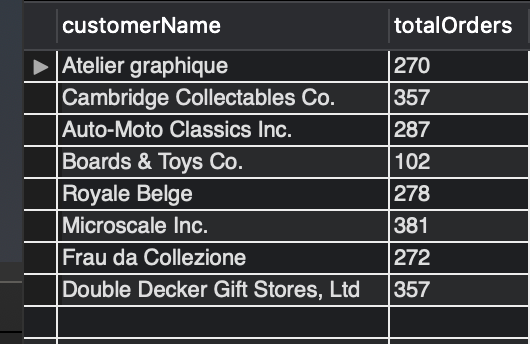 customerName totalOrders
Atelier graphique 270
Cambridge Collectables Co. 357
Auto-Moto Classics Inc. 287
Boards & Toys Co. 102
Royale Belge 278
Microscale Inc. 381
Frau da Collezione 272
Double Decker Gift Stores, Ltd 357